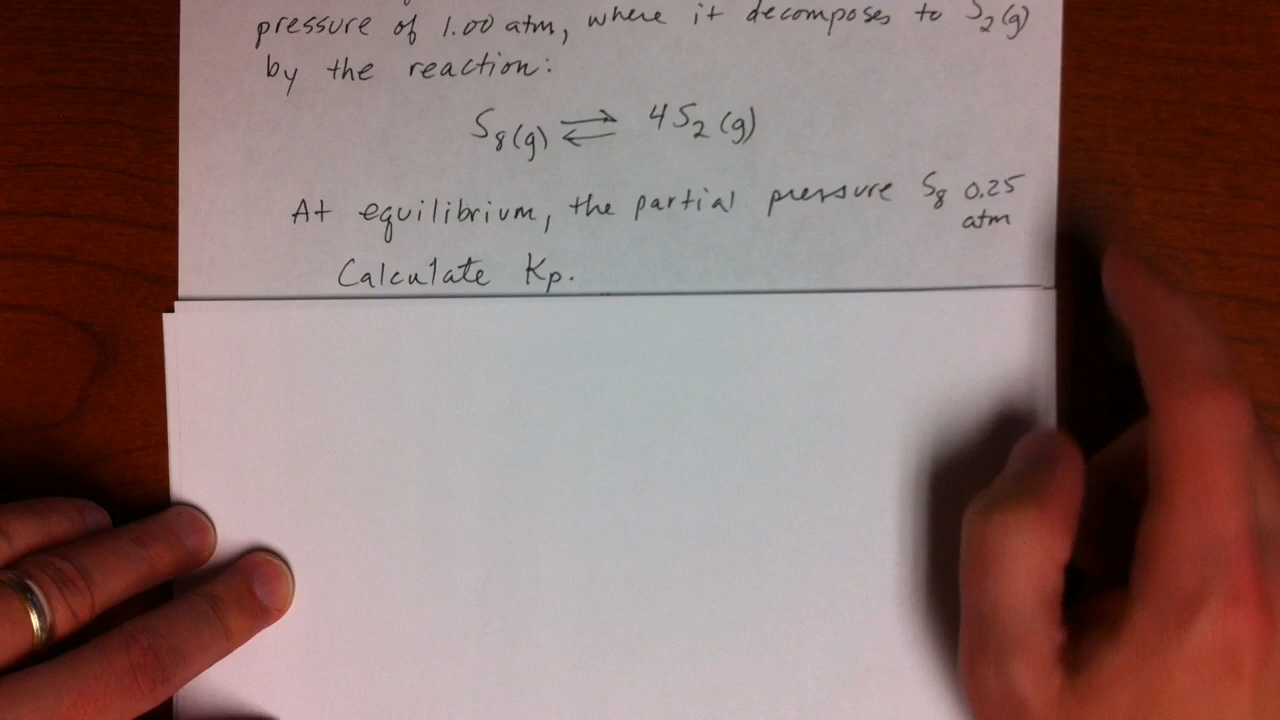 pressure of 1.00 atm, where it decomposes to S₂(g)
by the reaction:
S₈(g) ⇌ 4S₂(g)
At equilibrium, the partial pressure S₈ 0.25
atm
Calculate Kp.